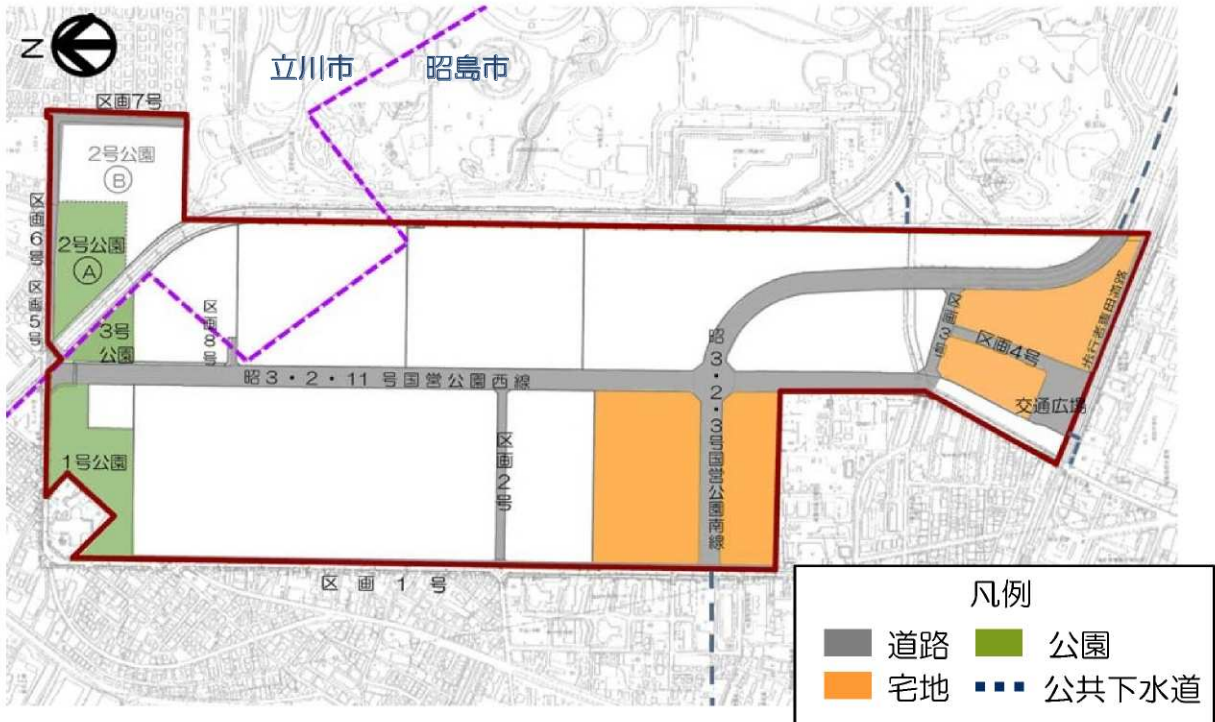 N
立川市
昭島市
区画7号
2号公園
B
区画6号
2号公園
A
区画5号
3号
公園
区画8号
昭3・2・11号国営公園西線
昭3・2・3号国営公園南線
区画3号
区画4号
歩行者専用道路
交通広場
1号公園
区画2号
区画1号
凡例
道路
公園
宅地
公共下水道